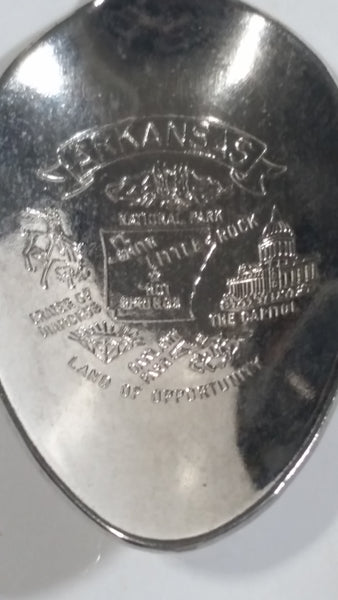 ARKANSAS
NATIONAL PARK
LITTLE ROCK
HOT
SPRINGS
THE CAPITOL
LAND OF OPPORTUNITY